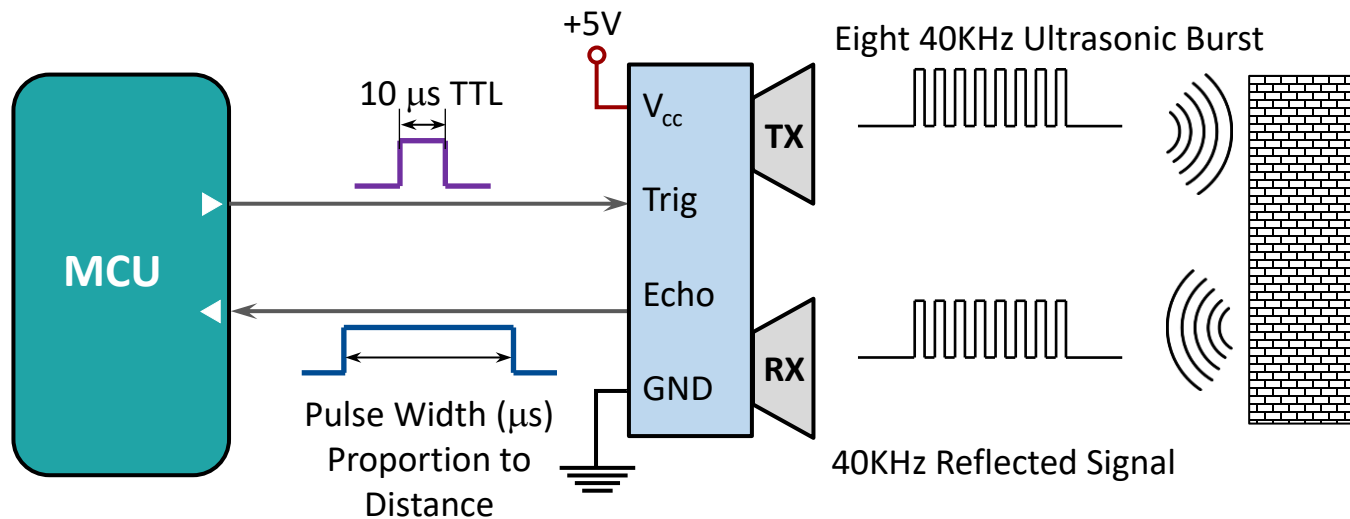 +5V
Eight 40KHz Ultrasonic Burst
10 μs TTL
Vcc
TX
Trig
MCU
Echo
RX
GND
Pulse Width (μs)
Proportion to
Distance
40KHz Reflected Signal